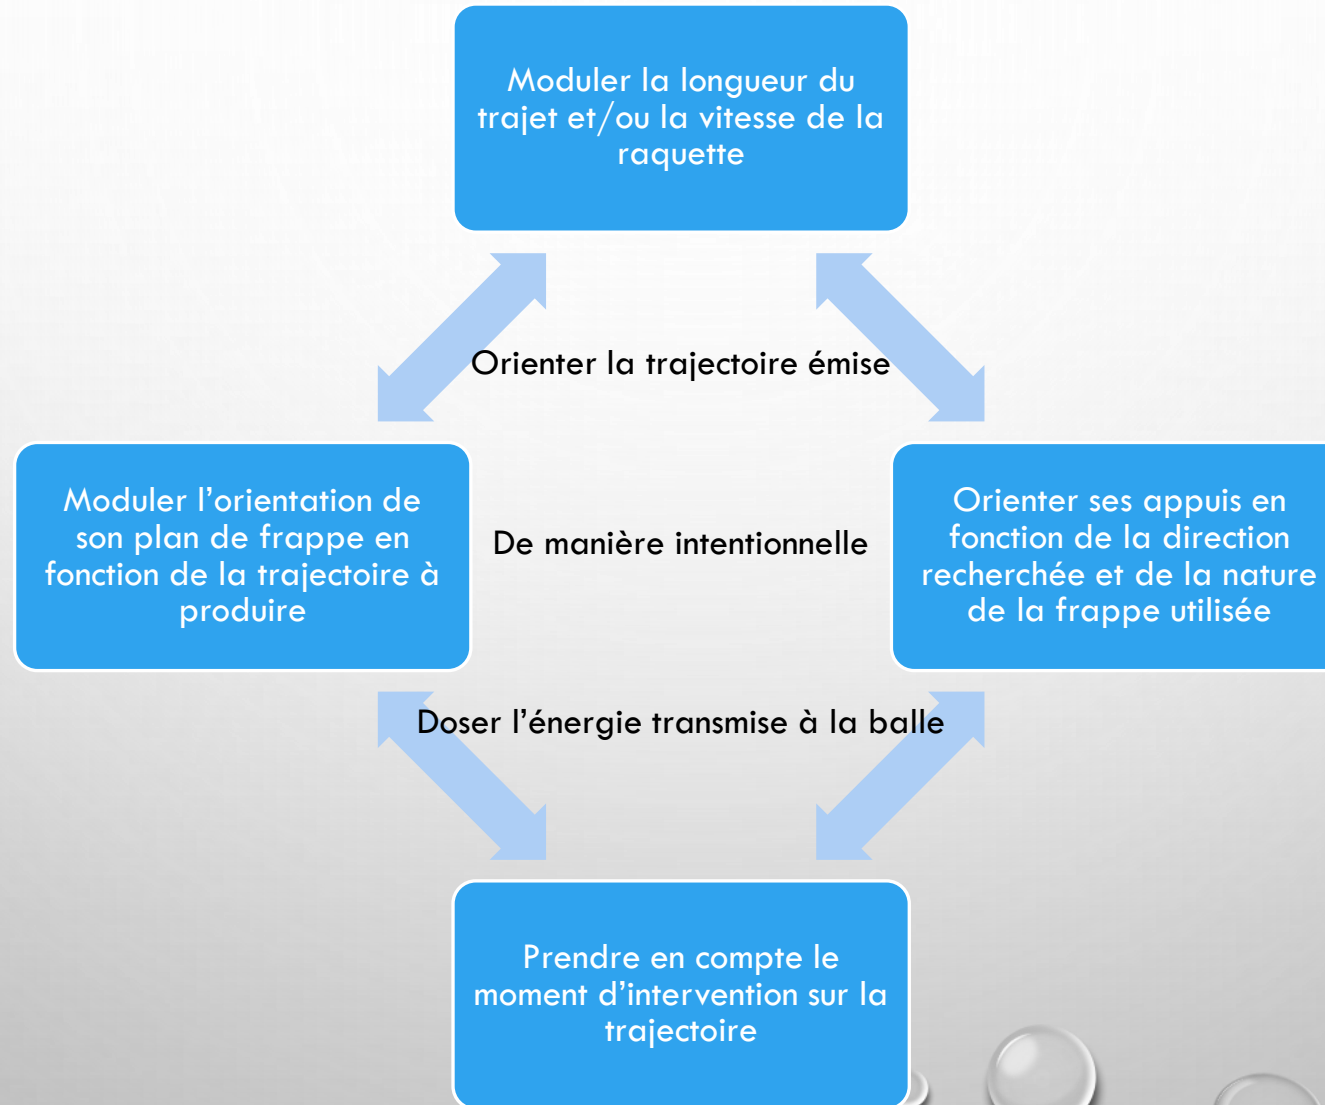 Moduler la longueur du
trajet et/ou la vitesse de la
raquette
Orienter la trajectoire émise
Moduler l’orientation de
son plan de frappe en
fonction de la trajectoire à
produire
De manière intentionnelle
Orienter ses appuis en
fonction de la direction
recherchée et de la nature
de la frappe utilisée
Doser l’énergie transmise à la balle
Prendre en compte le
moment d’intervention sur la
trajectoire